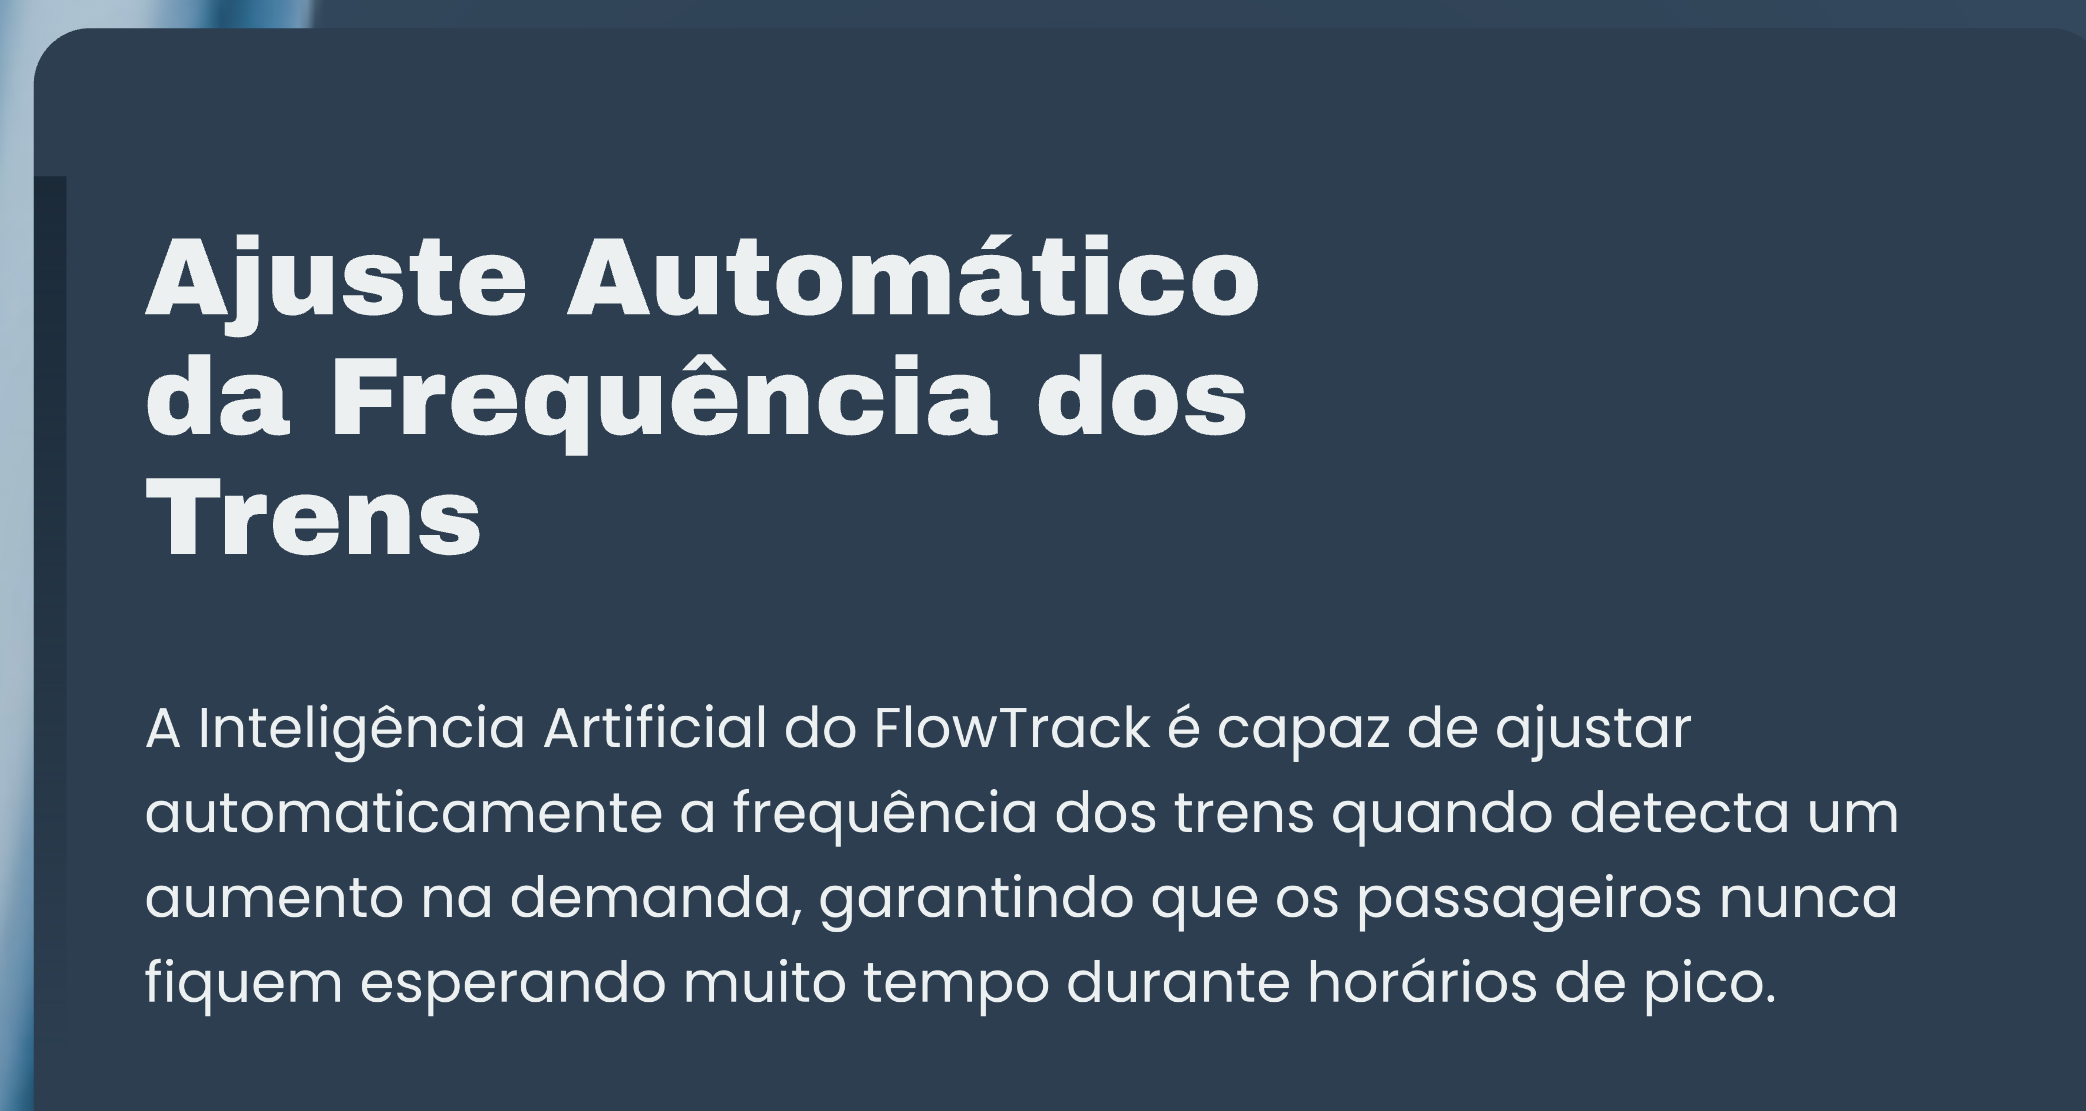 Ajuste Automático
da Frequência dos
Trens
A Inteligência Artificial do FlowTrack é capaz de ajustar
automaticamente a frequência dos trens quando detecta um
aumento na demanda, garantindo que os passageiros nunca
fiquem esperando muito tempo durante horários de pico.